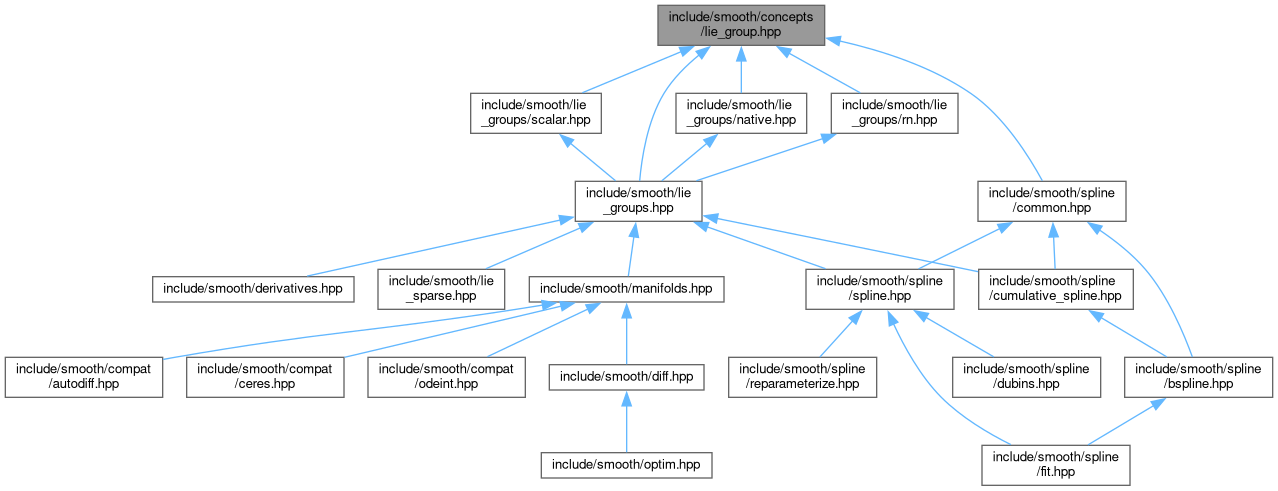 include/smooth/concepts
/lie_group.hpp
include/smooth/lie
_groups/scalar.hpp
include/smooth/lie
_groups/native.hpp
include/smooth/lie
_groups/rn.hpp
include/smooth/lie
_groups.hpp
include/smooth/spline
/common.hpp
include/smooth/derivatives.hpp
include/smooth/lie
_sparse.hpp
include/smooth/manifolds.hpp
include/smooth/spline
/spline.hpp
include/smooth/spline
/cumulative_spline.hpp
include/smooth/compat
/autodiff.hpp
include/smooth/compat
/ceres.hpp
include/smooth/compat
/odeint.hpp
include/smooth/diff.hpp
include/smooth/spline
/reparameterize.hpp
include/smooth/spline
/dubins.hpp
include/smooth/spline
/bspline.hpp
include/smooth/optim.hpp
include/smooth/spline
/fit.hpp